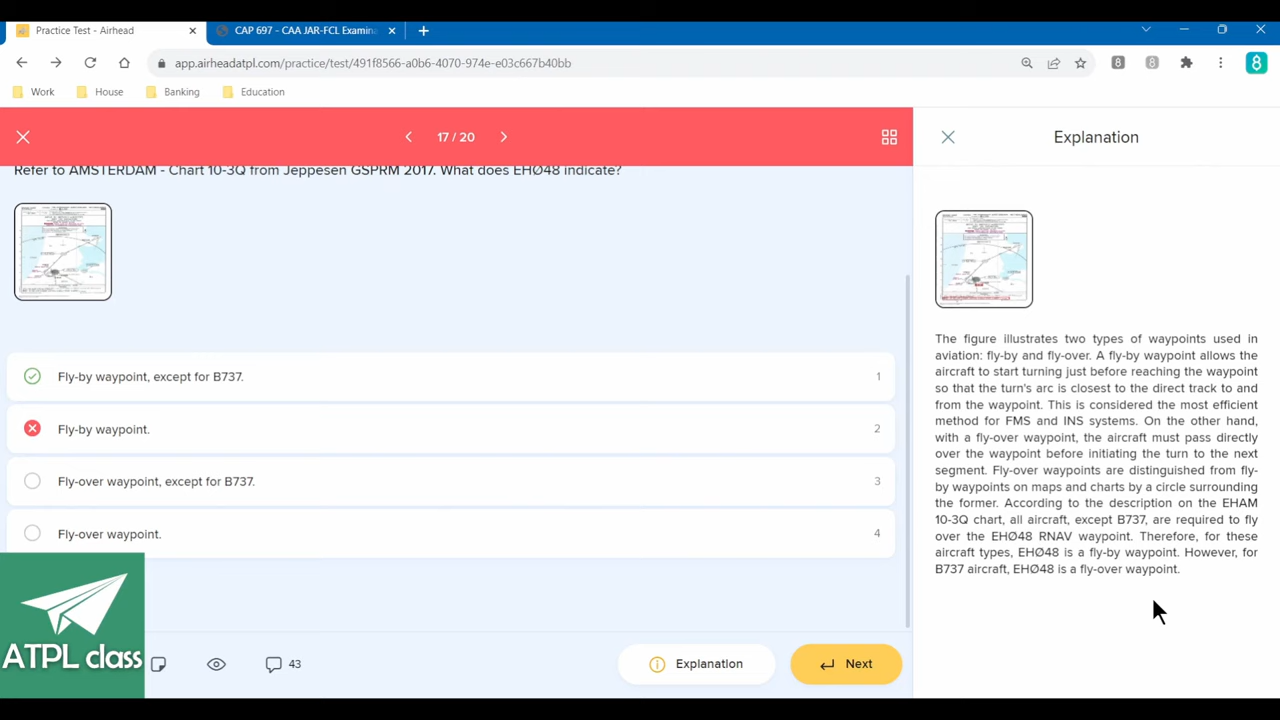 Practice Test - Airhead
CAP 697 - CAA JAR-FCL Examina
app.airheadatpl.com/practice/test/491f8566-a0b6-4070-974e-e03c667b40bb
Work
House
Banking
Education
17 / 20
Explanation
Refer to AMSTERDAM - Chart 10-3Q from Jeppesen GSPRM 2017. What does EHØ48 indicate?
Fly-by waypoint, except for B737.
1
Fly-by waypoint.
2
Fly-over waypoint, except for B737.
3
Fly-over waypoint.
4
The figure illustrates two types of waypoints used in
aviation: fly-by and fly-over. A fly-by waypoint allows the
aircraft to start turning just before reaching the waypoint
so that the turn's arc is closest to the direct track to and
from the waypoint. This is considered the most efficient
method for FMS and INS systems. On the other hand,
with a fly-over waypoint, the aircraft must pass directly
over the waypoint before initiating the turn to the next
segment. Fly-over waypoints are distinguished from fly-
by waypoints on maps and charts by a circle surrounding
the former. According to the description on the EHAM
10-3Q chart, all aircraft, except B737, are required to fly
over the EHØ48 RNAV waypoint. Therefore, for these
aircraft types, EHØ48 is a fly-by waypoint. However, for
B737 aircraft, EHØ48 is a fly-over waypoint.
ATPL class
43
Explanation
Next